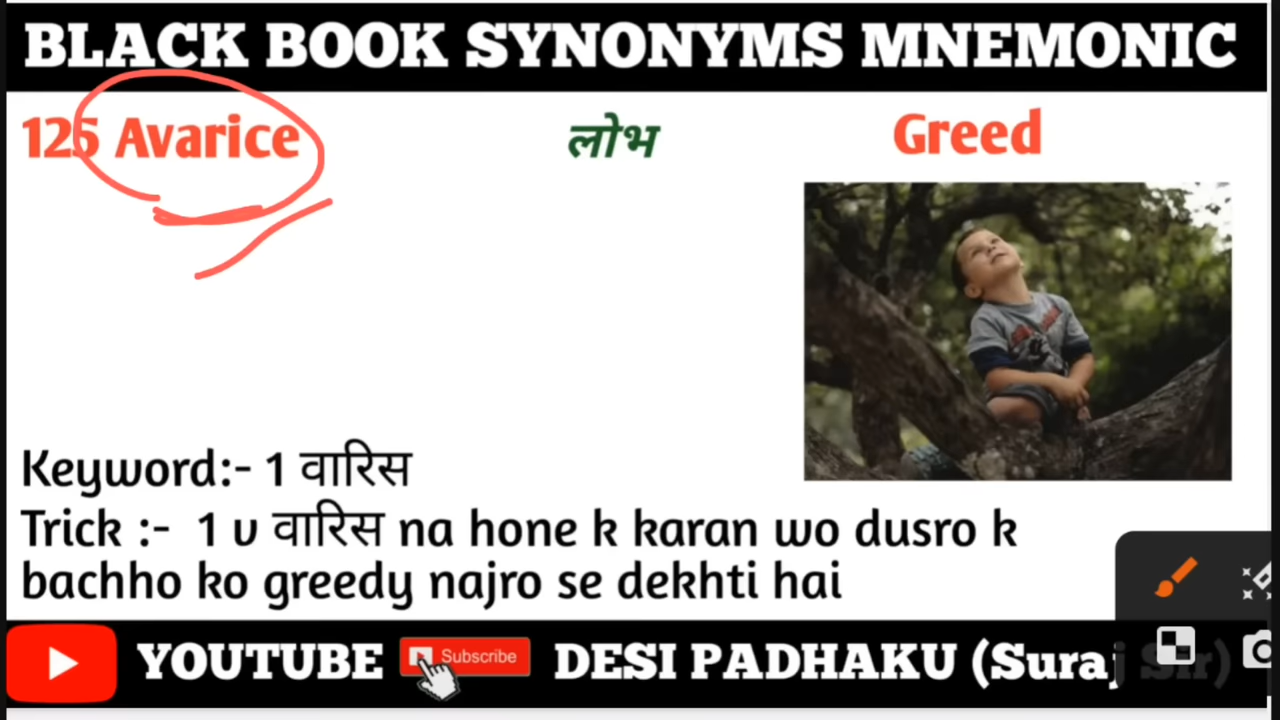 BLACK BOOK SYNONYMS MNEMONIC
125 Avarice लोभ Greed
Keyword:- 1 वारिस
Trick :- 1 υ वारिस na hone k karan wo dusro k
bachho ko greedy najro se dekhti hai
YOUTUBE Subscribe DESI PADHAKU (Suraj Sir)